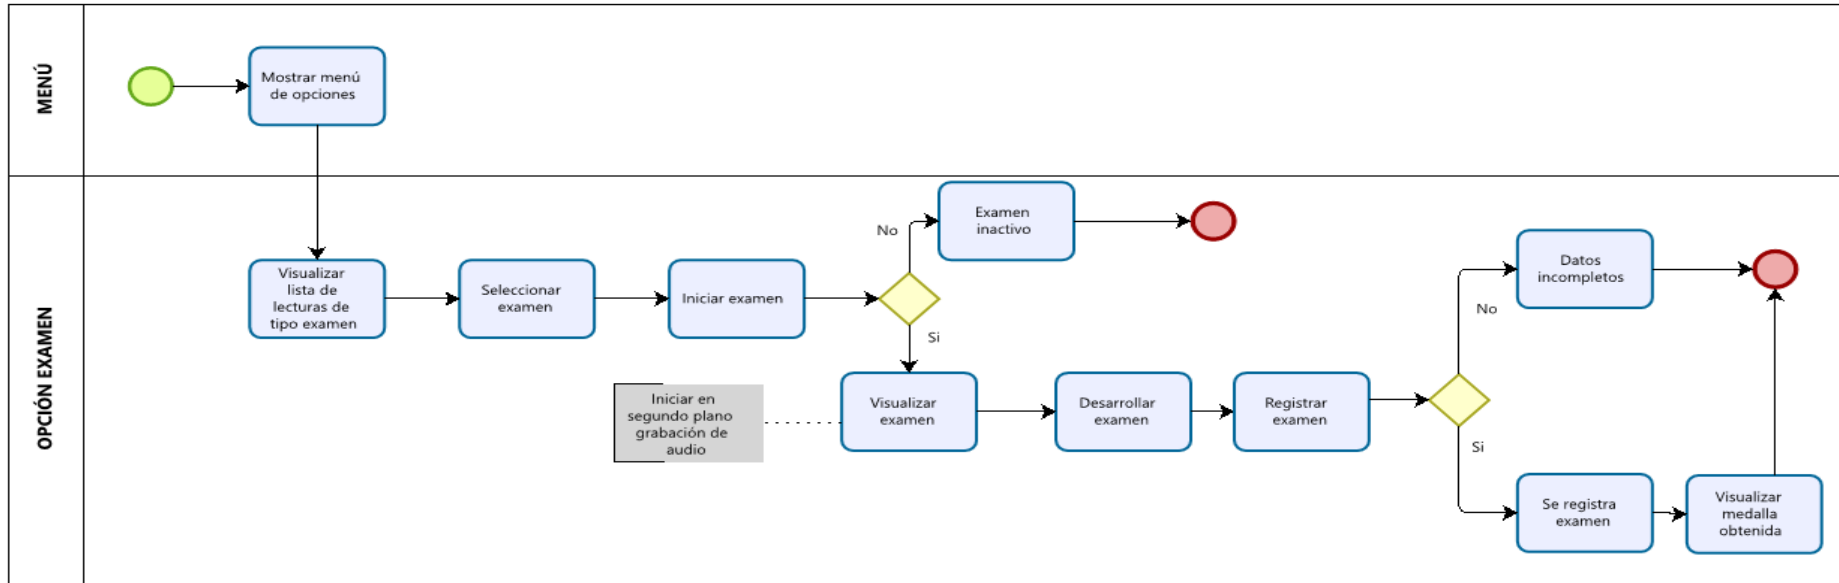 MENÚ
Mostrar menú
de opciones
OPCIÓN EXAMEN
Visualizar
lista de
lecturas de
tipo examen
Seleccionar
examen
Iniciar examen
No
Examen
inactivo
Si
Iniciar en
segundo plano
grabación de
audio
Visualizar
examen
Desarrollar
examen
Registrar
examen
No
Datos
incompletos
Si
Se registra
examen
Visualizar
medalla
obtenida